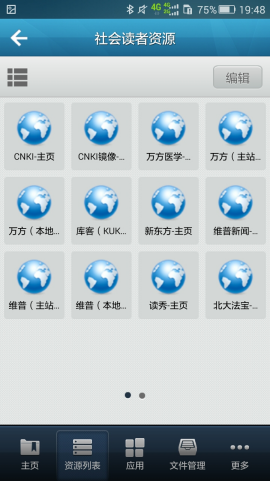 4G 75% 19:48
社会读者资源
编辑
CNKI-主页 CNKI镜像-... 万方医学-... 万方（主站...
万方（本地... 库客（KUK... 新东方-主页 维普新闻-...
维普（主站... 维普（本地... 读秀-主页 北大法宝-...
主页 资源列表 应用 文件管理 更多